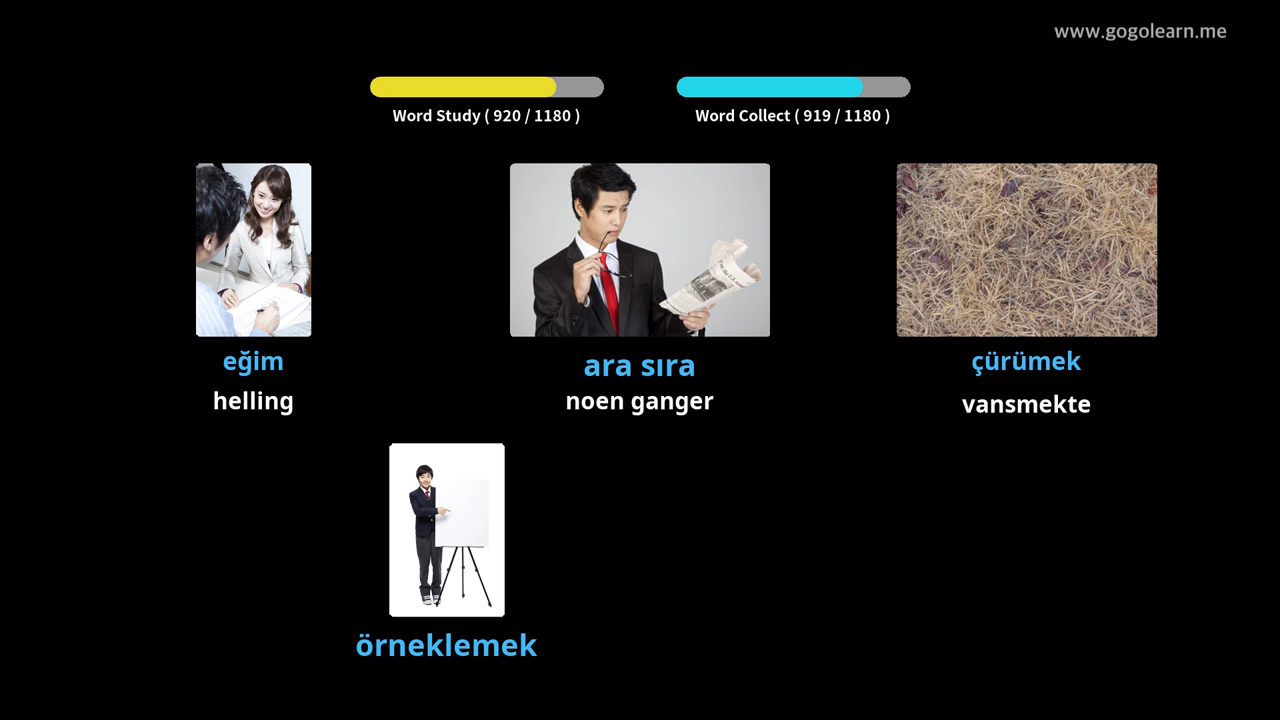 www.gogolearn.me
Word Study ( 920 / 1180 )
Word Collect ( 919 / 1180 )
eğim
helling
ara sıra
noen ganger
çürümek
vansmekte
örneklemek